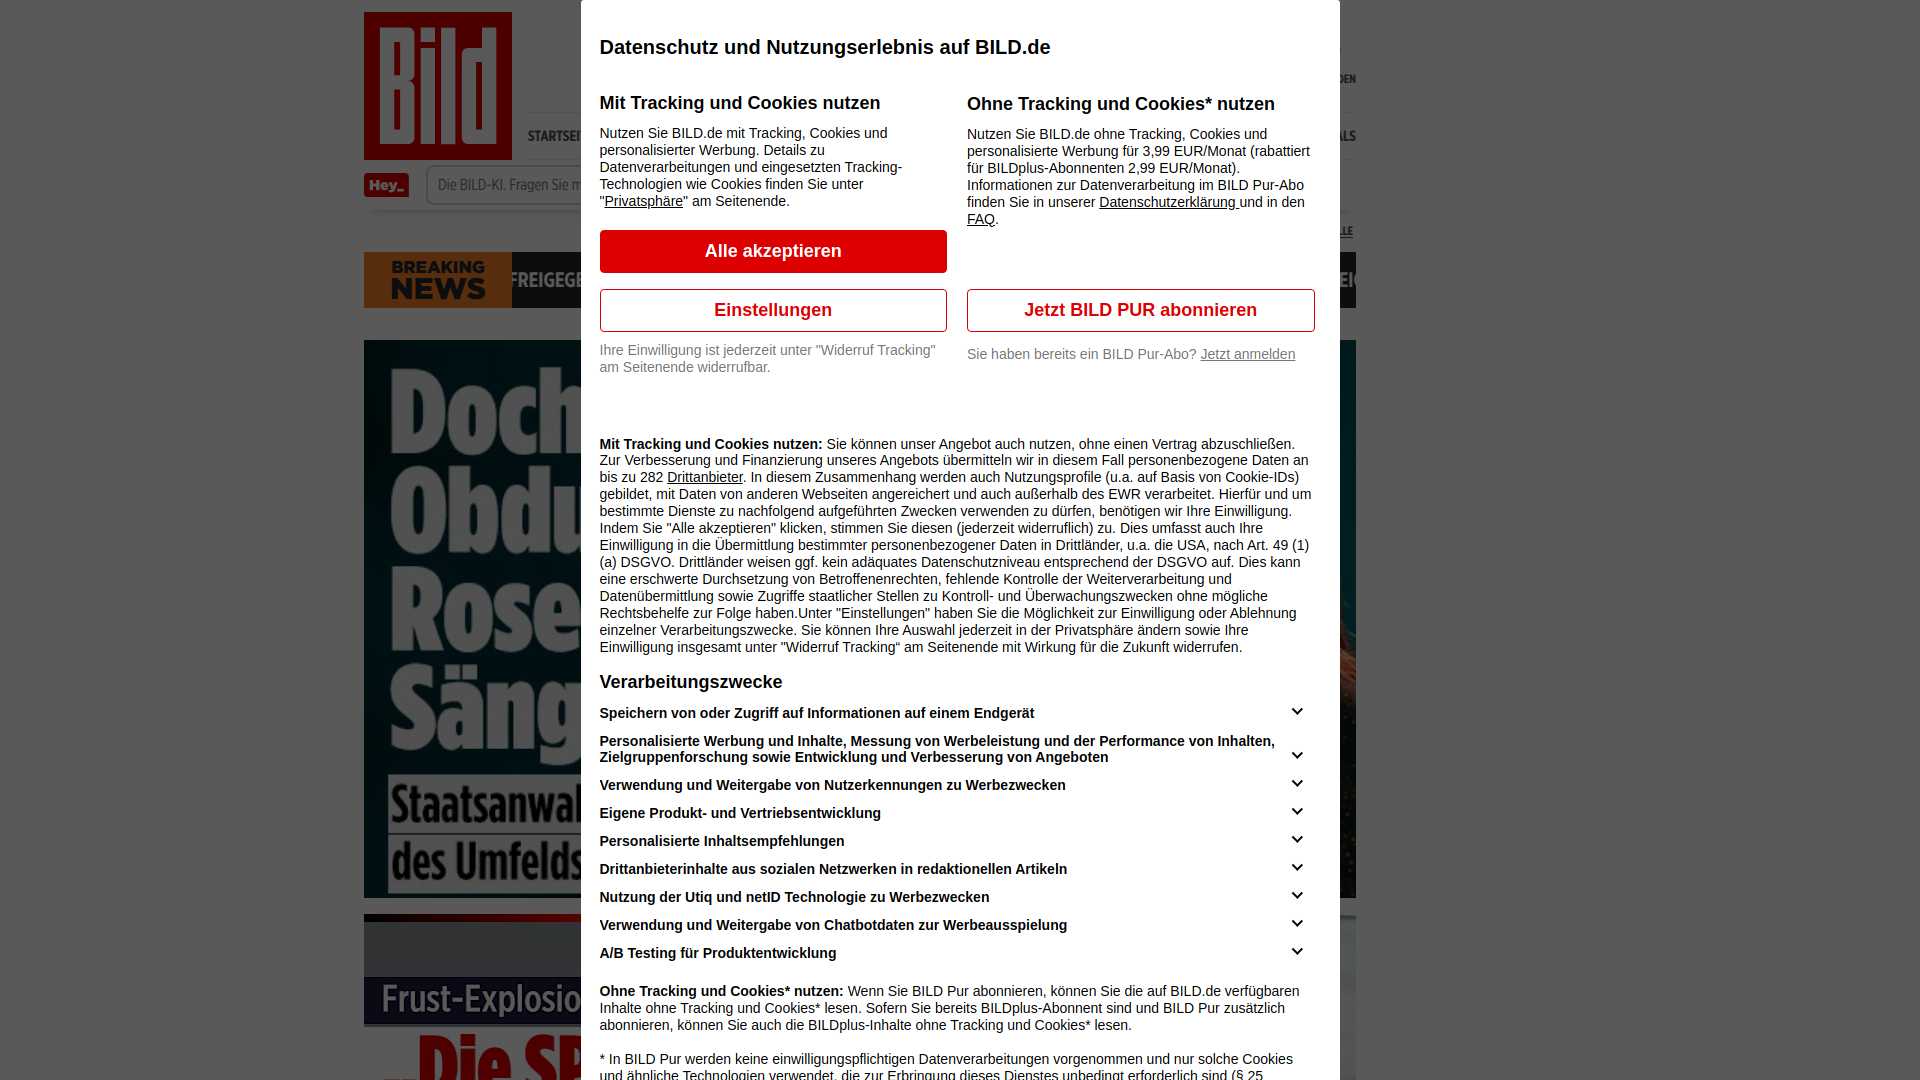 Bild
STARTSEI
Hey_
Die BILD-KI. Fragen Sie m
DEN
ALS
LLE
BREAKING
NEWS
FREIGEGE
Doch
Obdu
Rose
Säng
Staatsanwal
des Umfelds
Frust-Explosio
Die SP
Datenschutz und Nutzungserlebnis auf BILD.de
Mit Tracking und Cookies nutzen
Nutzen Sie BILD.de mit Tracking, Cookies und
personalisierter Werbung. Details zu
Datenverarbeitungen und eingesetzten Tracking-
Technologien wie Cookies finden Sie unter
"Privatsphäre" am Seitenende.
Alle akzeptieren
Einstellungen
Ihre Einwilligung ist jederzeit unter "Widerruf Tracking"
am Seitenende widerrufbar.
Ohne Tracking und Cookies* nutzen
Nutzen Sie BILD.de ohne Tracking, Cookies und
personalisierte Werbung für 3,99 EUR/Monat (rabattiert
für BILDplus-Abonnenten 2,99 EUR/Monat).
Informationen zur Datenverarbeitung im BILD Pur-Abo
finden Sie in unserer Datenschutzerklärung und in den
FAQ.
Jetzt BILD PUR abonnieren
Sie haben bereits ein BILD Pur-Abo? Jetzt anmelden
Mit Tracking und Cookies nutzen: Sie können unser Angebot auch nutzen, ohne einen Vertrag abzuschließen.
Zur Verbesserung und Finanzierung unseres Angebots übermitteln wir in diesem Fall personenbezogene Daten an
bis zu 282 Drittanbieter. In diesem Zusammenhang werden auch Nutzungsprofile (u.a. auf Basis von Cookie-IDs)
gebildet, mit Daten von anderen Webseiten angereichert und auch außerhalb des EWR verarbeitet. Hierfür und um
bestimmte Dienste zu nachfolgend aufgeführten Zwecken verwenden zu dürfen, benötigen wir Ihre Einwilligung.
Indem Sie "Alle akzeptieren" klicken, stimmen Sie diesen (jederzeit widerruflich) zu. Dies umfasst auch Ihre
Einwilligung in die Übermittlung bestimmter personenbezogener Daten in Drittländer, u.a. die USA, nach Art. 49 (1)
(a) DSGVO. Drittländer weisen ggf. kein adäquates Datenschutzniveau entsprechend der DSGVO auf. Dies kann
eine erschwerte Durchsetzung von Betroffenenrechten, fehlende Kontrolle der Weiterverarbeitung und
Datenübermittlung sowie Zugriffe staatlicher Stellen zu Kontroll- und Überwachungszwecken ohne mögliche
Rechtsbehelfe zur Folge haben.Unter "Einstellungen" haben Sie die Möglichkeit zur Einwilligung oder Ablehnung
einzelner Verarbeitungszwecke. Sie können Ihre Auswahl jederzeit in der Privatsphäre ändern sowie Ihre
Einwilligung insgesamt unter "Widerruf Tracking“ am Seitenende mit Wirkung für die Zukunft widerrufen.
Verarbeitungszwecke
Speichern von oder Zugriff auf Informationen auf einem Endgerät
Personalisierte Werbung und Inhalte, Messung von Werbeleistung und der Performance von Inhalten,
Zielgruppenforschung sowie Entwicklung und Verbesserung von Angeboten
Verwendung und Weitergabe von Nutzerkennungen zu Werbezwecken
Eigene Produkt- und Vertriebsentwicklung
Personalisierte Inhaltsempfehlungen
Drittanbieterinhalte aus sozialen Netzwerken in redaktionellen Artikeln
Nutzung der Utiq und netID Technologie zu Werbezwecken
Verwendung und Weitergabe von Chatbotdaten zur Werbeausspielung
A/B Testing für Produktentwicklung
Ohne Tracking und Cookies* nutzen: Wenn Sie BILD Pur abonnieren, können Sie die auf BILD.de verfügbaren
Inhalte ohne Tracking und Cookies* lesen. Sofern Sie bereits BILDplus-Abonnent sind und BILD Pur zusätzlich
abonnieren, können Sie auch die BILDplus-Inhalte ohne Tracking und Cookies* lesen.
* In BILD Pur werden keine einwilligungspflichtigen Datenverarbeitungen vorgenommen und nur solche Cookies
und ähnliche Technologien verwendet, die zur Erbringung dieses Dienstes unbedingt erforderlich sind (§ 25